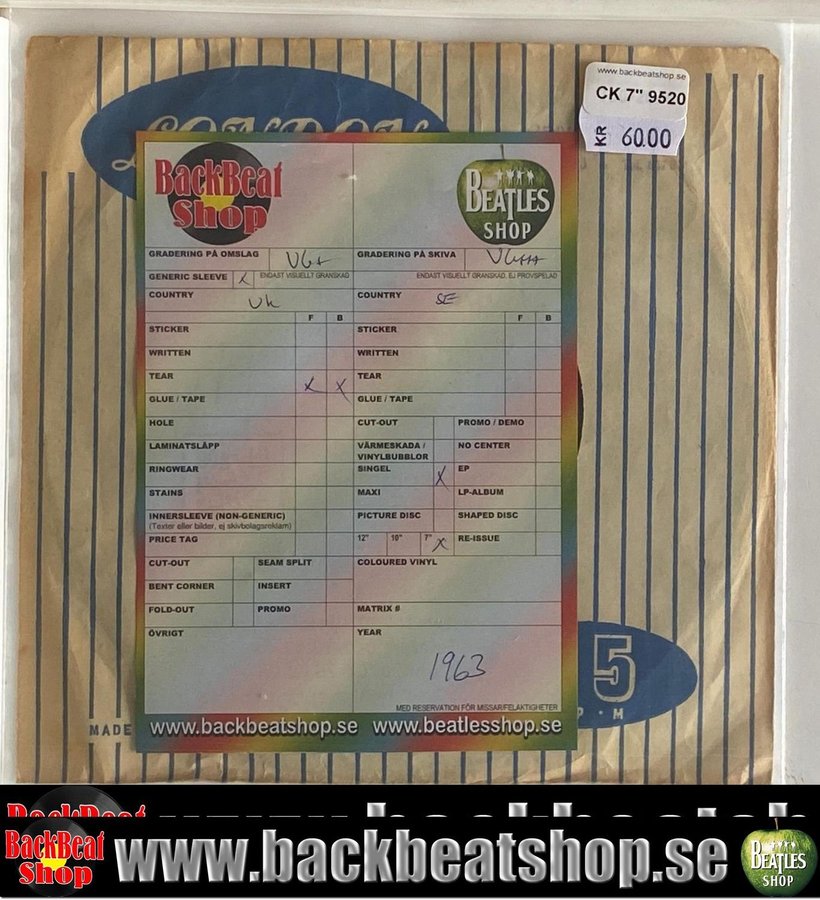 www.backbeatshop.se
CK 7" 9520
KR 60.00
LONDON
BackBeat
Shop
BEATLES
SHOP
GRADERING PÅ OMSLAG VG+ GRADERING PÅ SKIVA VG+++
GENERIC SLEEVE X ENDAST VISUELLT GRANSKAD ENDAST VISUELLT GRANSKAD, EJ PROVSPELAD
COUNTRY UK COUNTRY SE
F B F B
STICKER STICKER
WRITTEN WRITTEN
TEAR X X TEAR
GLUE / TAPE GLUE / TAPE
HOLE CUT-OUT PROMO / DEMO
LAMINATSLÄPP VÄRMESKADA / VINYLBUBBLOR NO CENTER
RINGWEAR SINGEL X EP
STAINS MAXI LP-ALBUM
INNERSLEEVE (NON-GENERIC) PICTURE DISC SHAPED DISC
(Texter eller bilder, ej skivbolagsreklam)
PRICE TAG 12" 10" 7" X RE-ISSUE
CUT-OUT SEAM SPLIT COLOURED VINYL
BENT CORNER INSERT
FOLD-OUT PROMO MATRIX #
ÖVRIGT YEAR
1963
MED RESERVATION FÖR MISSAR/FELAKTIGHETER
www.backbeatshop.se www.beatlesshop.se
5
MADE
P·M
BackBeat
Shop
www.backbeatshop.se
BEATLES
SHOP